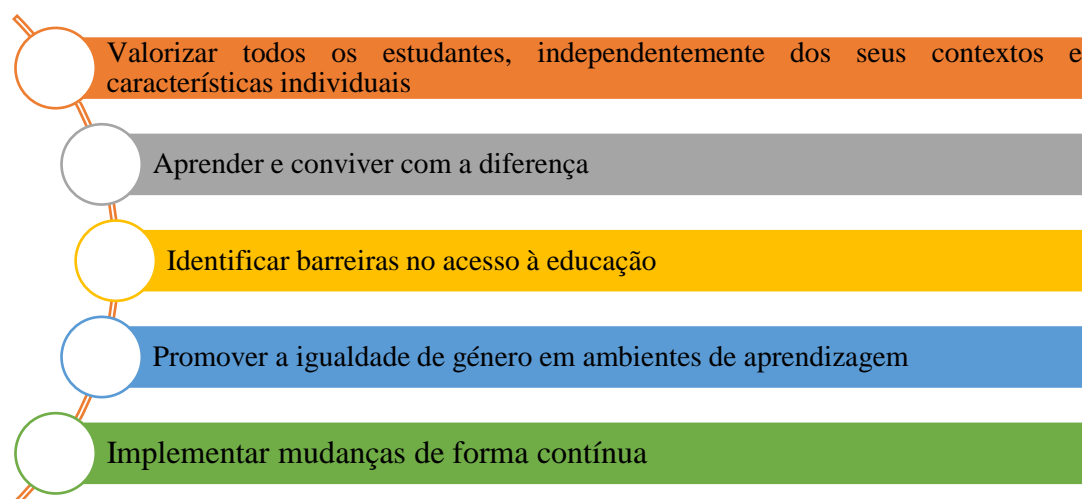 Valorizar todos os estudantes, independentemente dos seus contextos e
características individuais
Aprender e conviver com a diferença
Identificar barreiras no acesso à educação
Promover a igualdade de género em ambientes de aprendizagem
Implementar mudanças de forma contínua